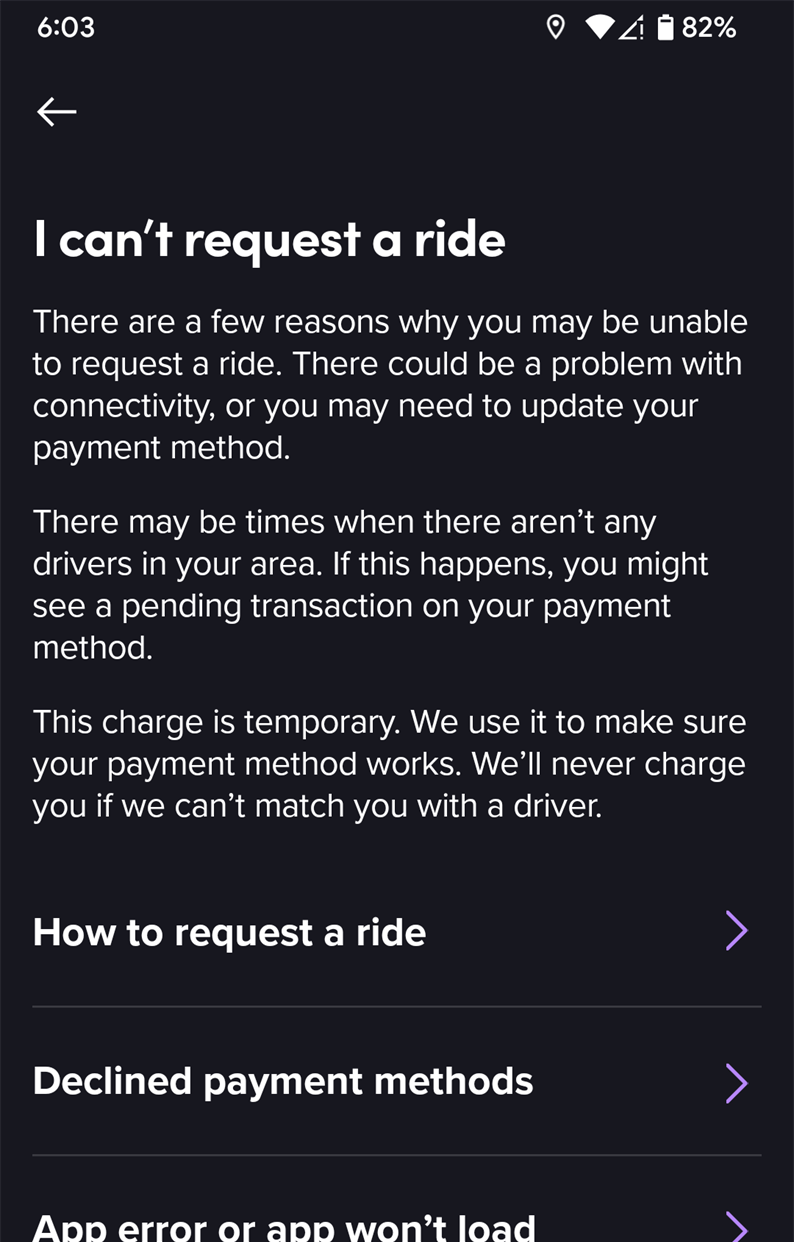 6:03
82%
I can’t request a ride
There are a few reasons why you may be unable
to request a ride. There could be a problem with
connectivity, or you may need to update your
payment method.
There may be times when there aren’t any
drivers in your area. If this happens, you might
see a pending transaction on your payment
method.
This charge is temporary. We use it to make sure
your payment method works. We’ll never charge
you if we can’t match you with a driver.
How to request a ride
Declined payment methods
App error or app won’t load